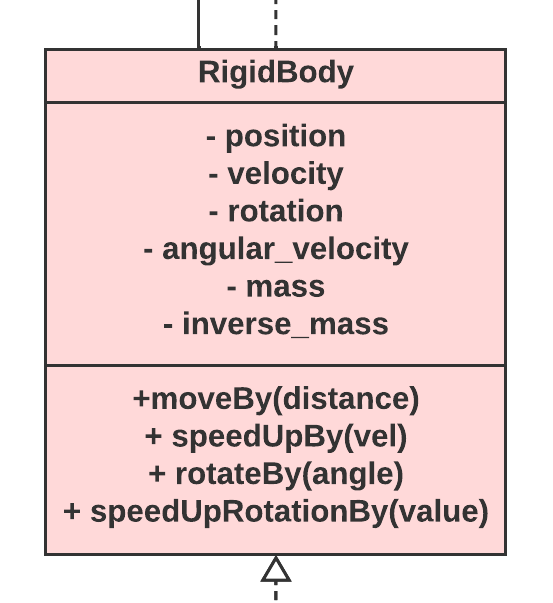 RigidBody
- position
- velocity
- rotation
- angular_velocity
- mass
- inverse_mass
+moveBy(distance)
+ speedUpBy(vel)
+ rotateBy(angle)
+ speedUpRotationBy(value)